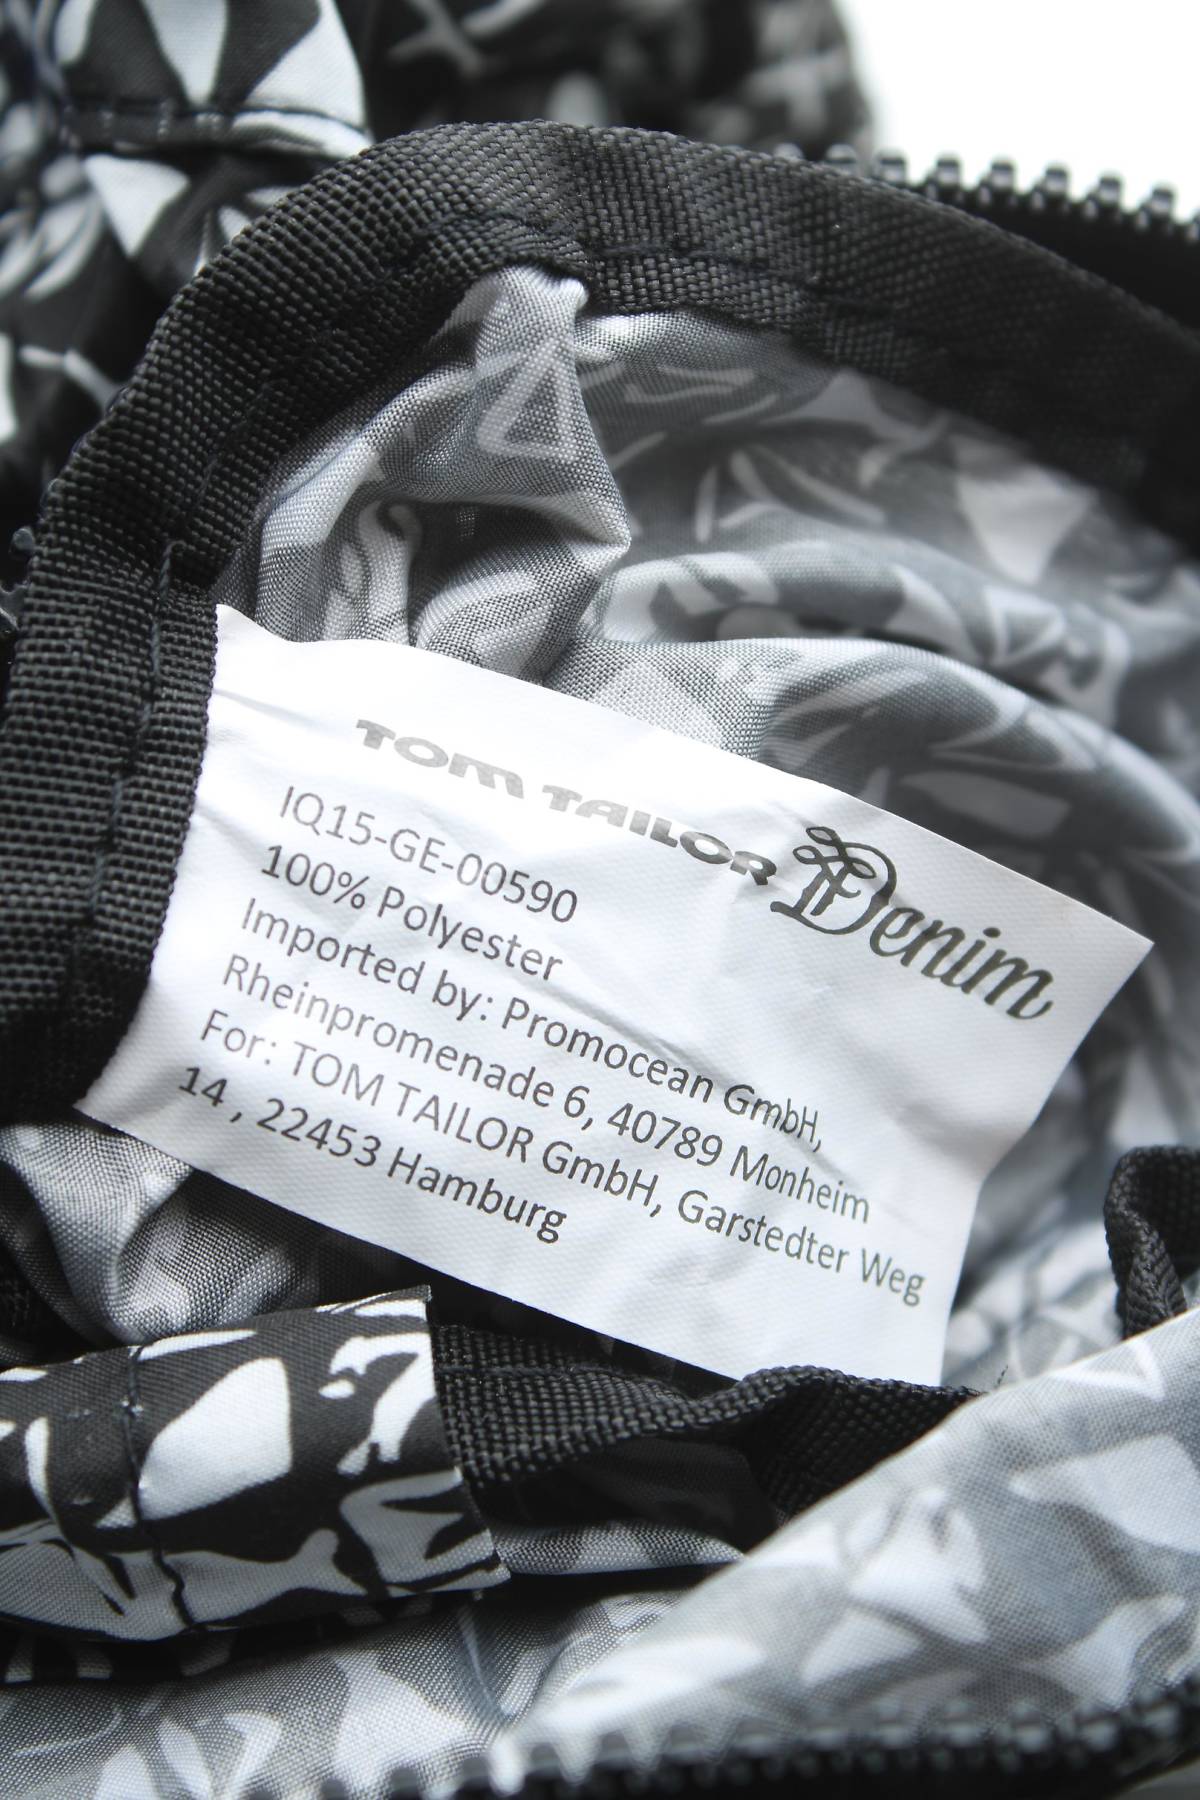 TOM TAILOR Denim
IQ15-GE-00590
100% Polyester
Imported by: Promocean GmbH,
Rheinpromenade 6, 40789 Monheim
For: TOM TAILOR GmbH, Garstedter Weg
14 , 22453 Hamburg